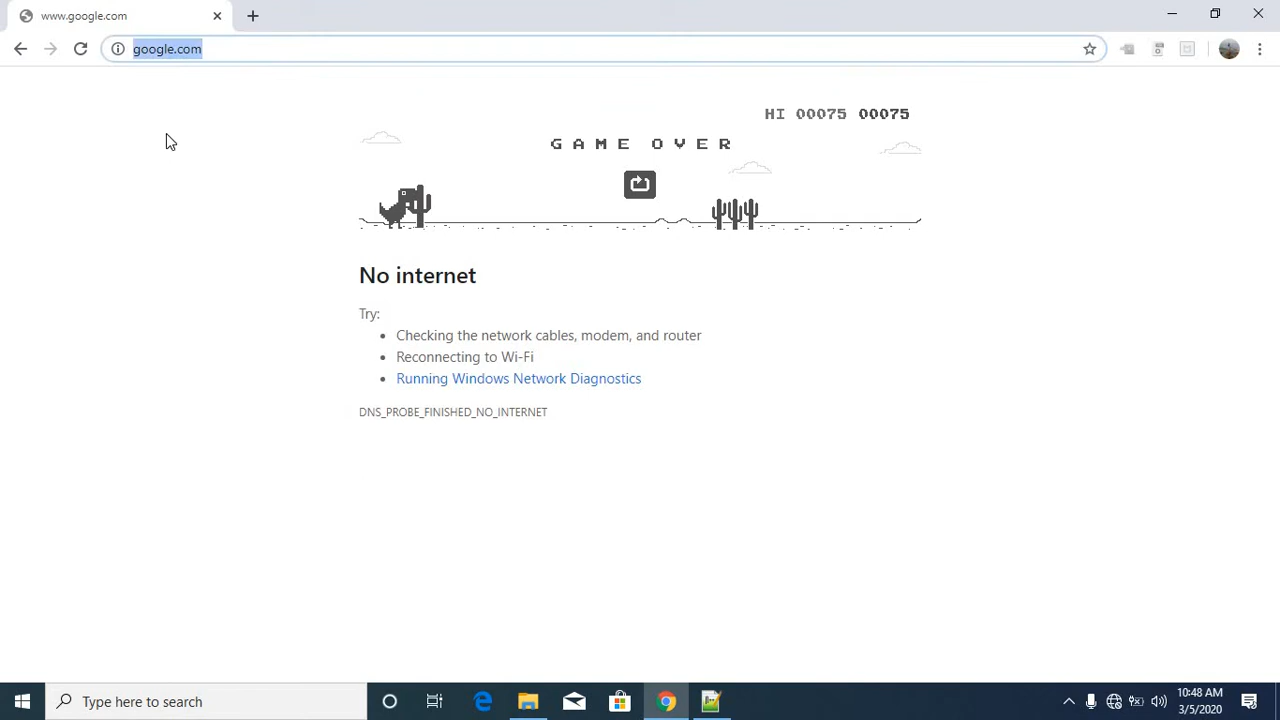 www.google.com
google.com
HI 00075 00075
GAME OVER
No internet
Try:
Checking the network cables, modem, and router
Reconnecting to Wi-Fi
Running Windows Network Diagnostics
DNS_PROBE_FINISHED_NO_INTERNET
Type here to search
10:48 AM
3/5/2020